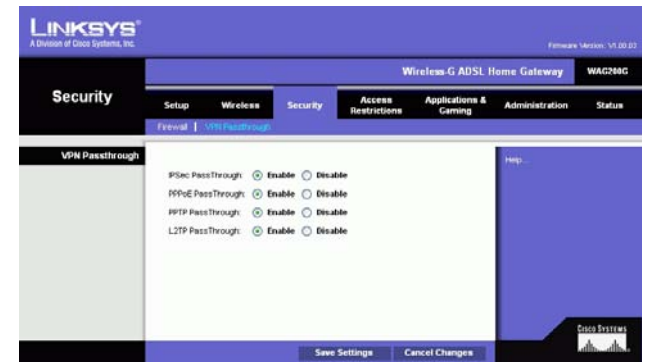 LINKSYS®
A Division of Cisco Systems, Inc.
Firmware Version: V1.00.03
Wireless-G ADSL Home Gateway WAG200G
Security
Setup Wireless Security Access Restrictions Applications & Gaming Administration Status
Firewall | VPN Passthrough
VPN Passthrough
IPSec PassThrough: Enable Disable
PPPoE PassThrough: Enable Disable
PPTP PassThrough: Enable Disable
L2TP PassThrough: Enable Disable
Help...
Save Settings Cancel Changes
CISCO SYSTEMS